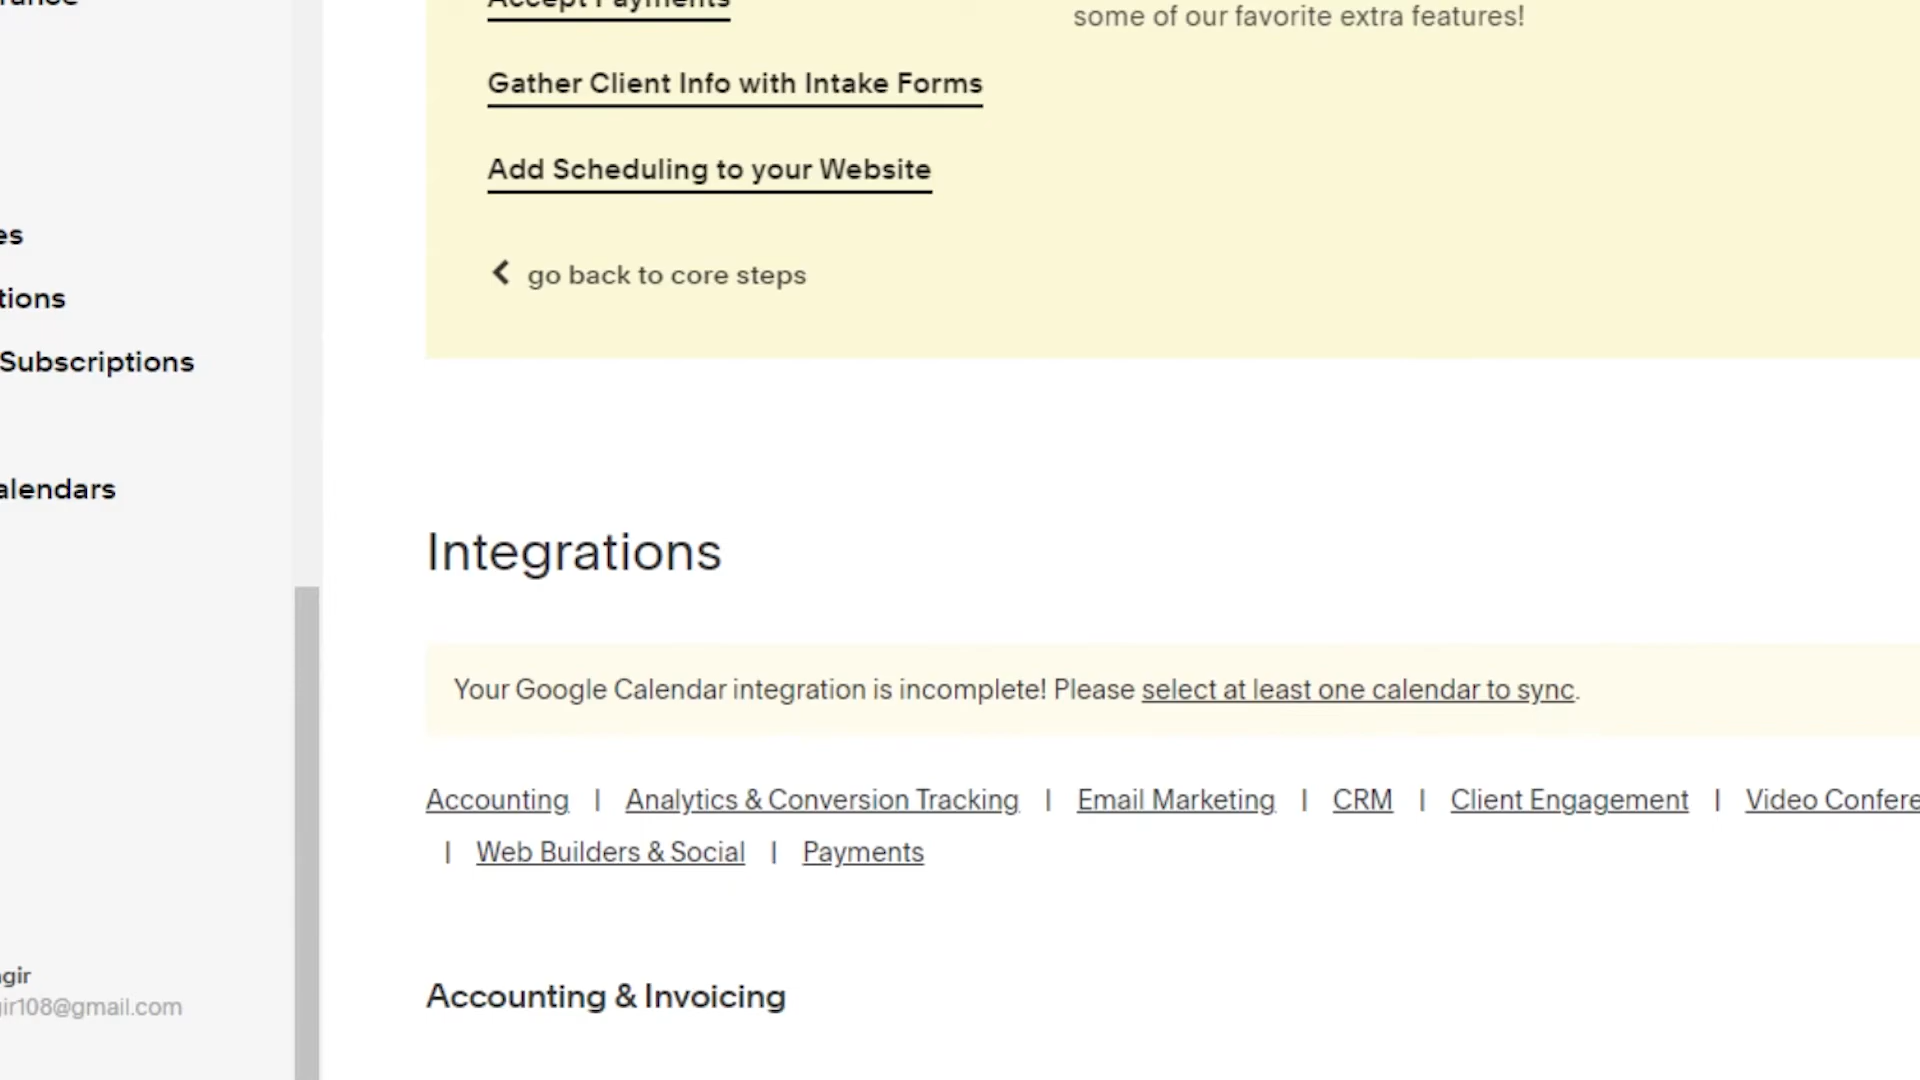 Accept Payments
some of our favorite extra features!
Gather Client Info with Intake Forms
Add Scheduling to your Website
go back to core steps
es
tions
Subscriptions
alendars
Integrations
Your Google Calendar integration is incomplete! Please select at least one calendar to sync.
Accounting | Analytics & Conversion Tracking | Email Marketing | CRM | Client Engagement | Video Confere
| Web Builders & Social | Payments
Accounting & Invoicing
gir
gir108@gmail.com